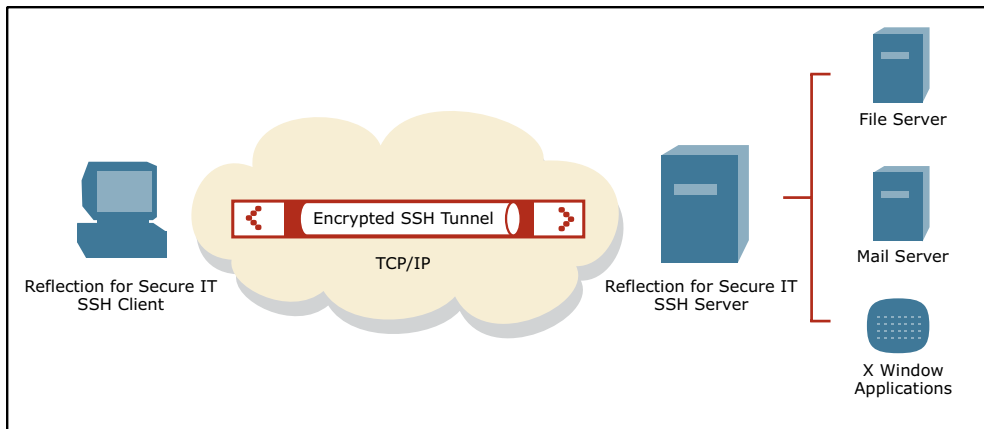 Reflection for Secure IT
SSH Client
Encrypted SSH Tunnel
TCP/IP
Reflection for Secure IT
SSH Server
File Server
Mail Server
X Window
Applications